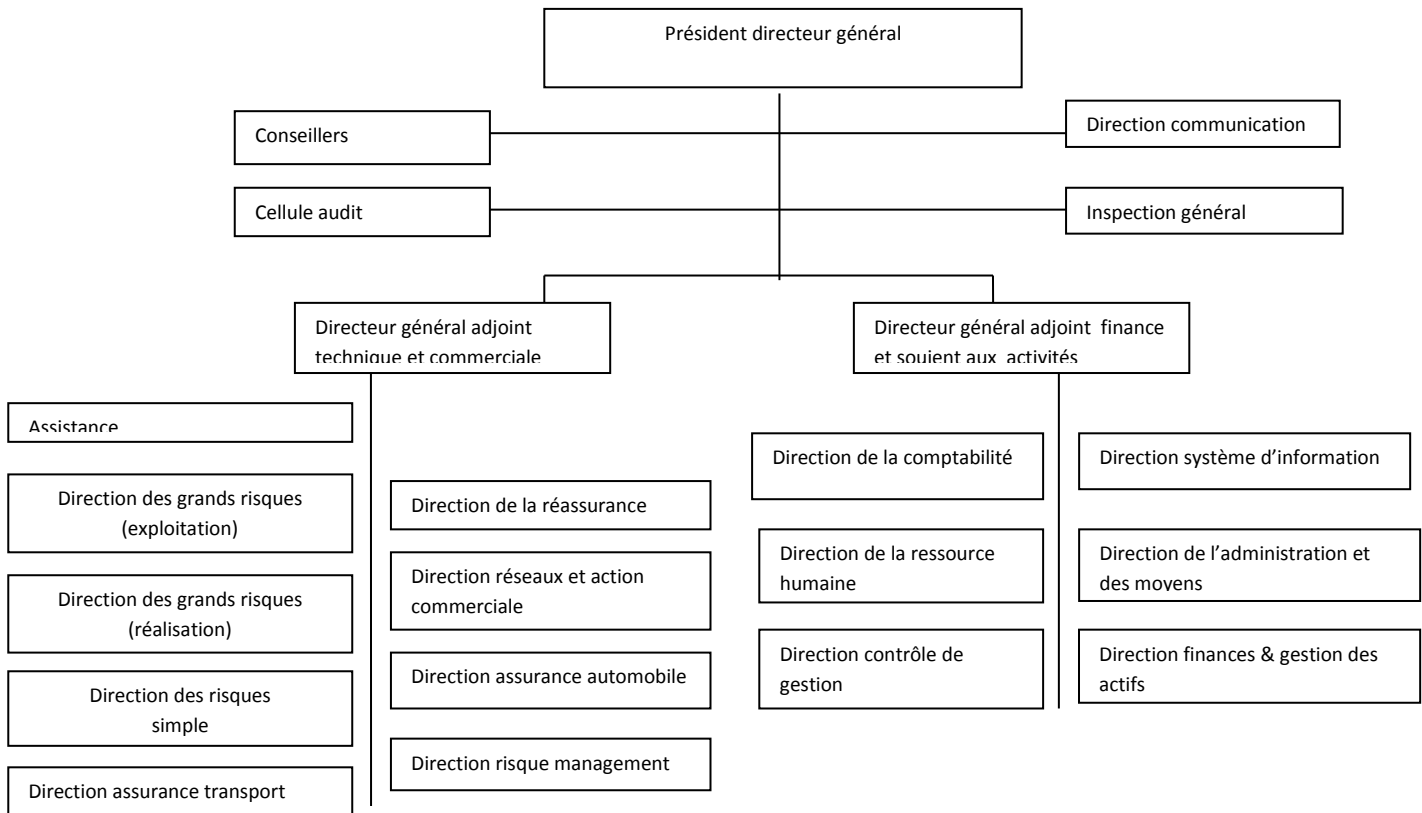 Président directeur général
Conseillers
Direction communication
Cellule audit
Inspection général
Directeur général adjoint
technique et commerciale
Directeur général adjoint finance
et souient aux activités
Assistance
Direction des grands risques
(exploitation)
Direction des grands risques
(réalisation)
Direction des risques
simple
Direction assurance transport
Direction de la réassurance
Direction réseaux et action
commerciale
Direction assurance automobile
Direction risque management
Direction de la comptabilité
Direction de la ressource
humaine
Direction contrôle de
gestion
Direction système d’information
Direction de l’administration et
des moyens
Direction finances & gestion des
actifs